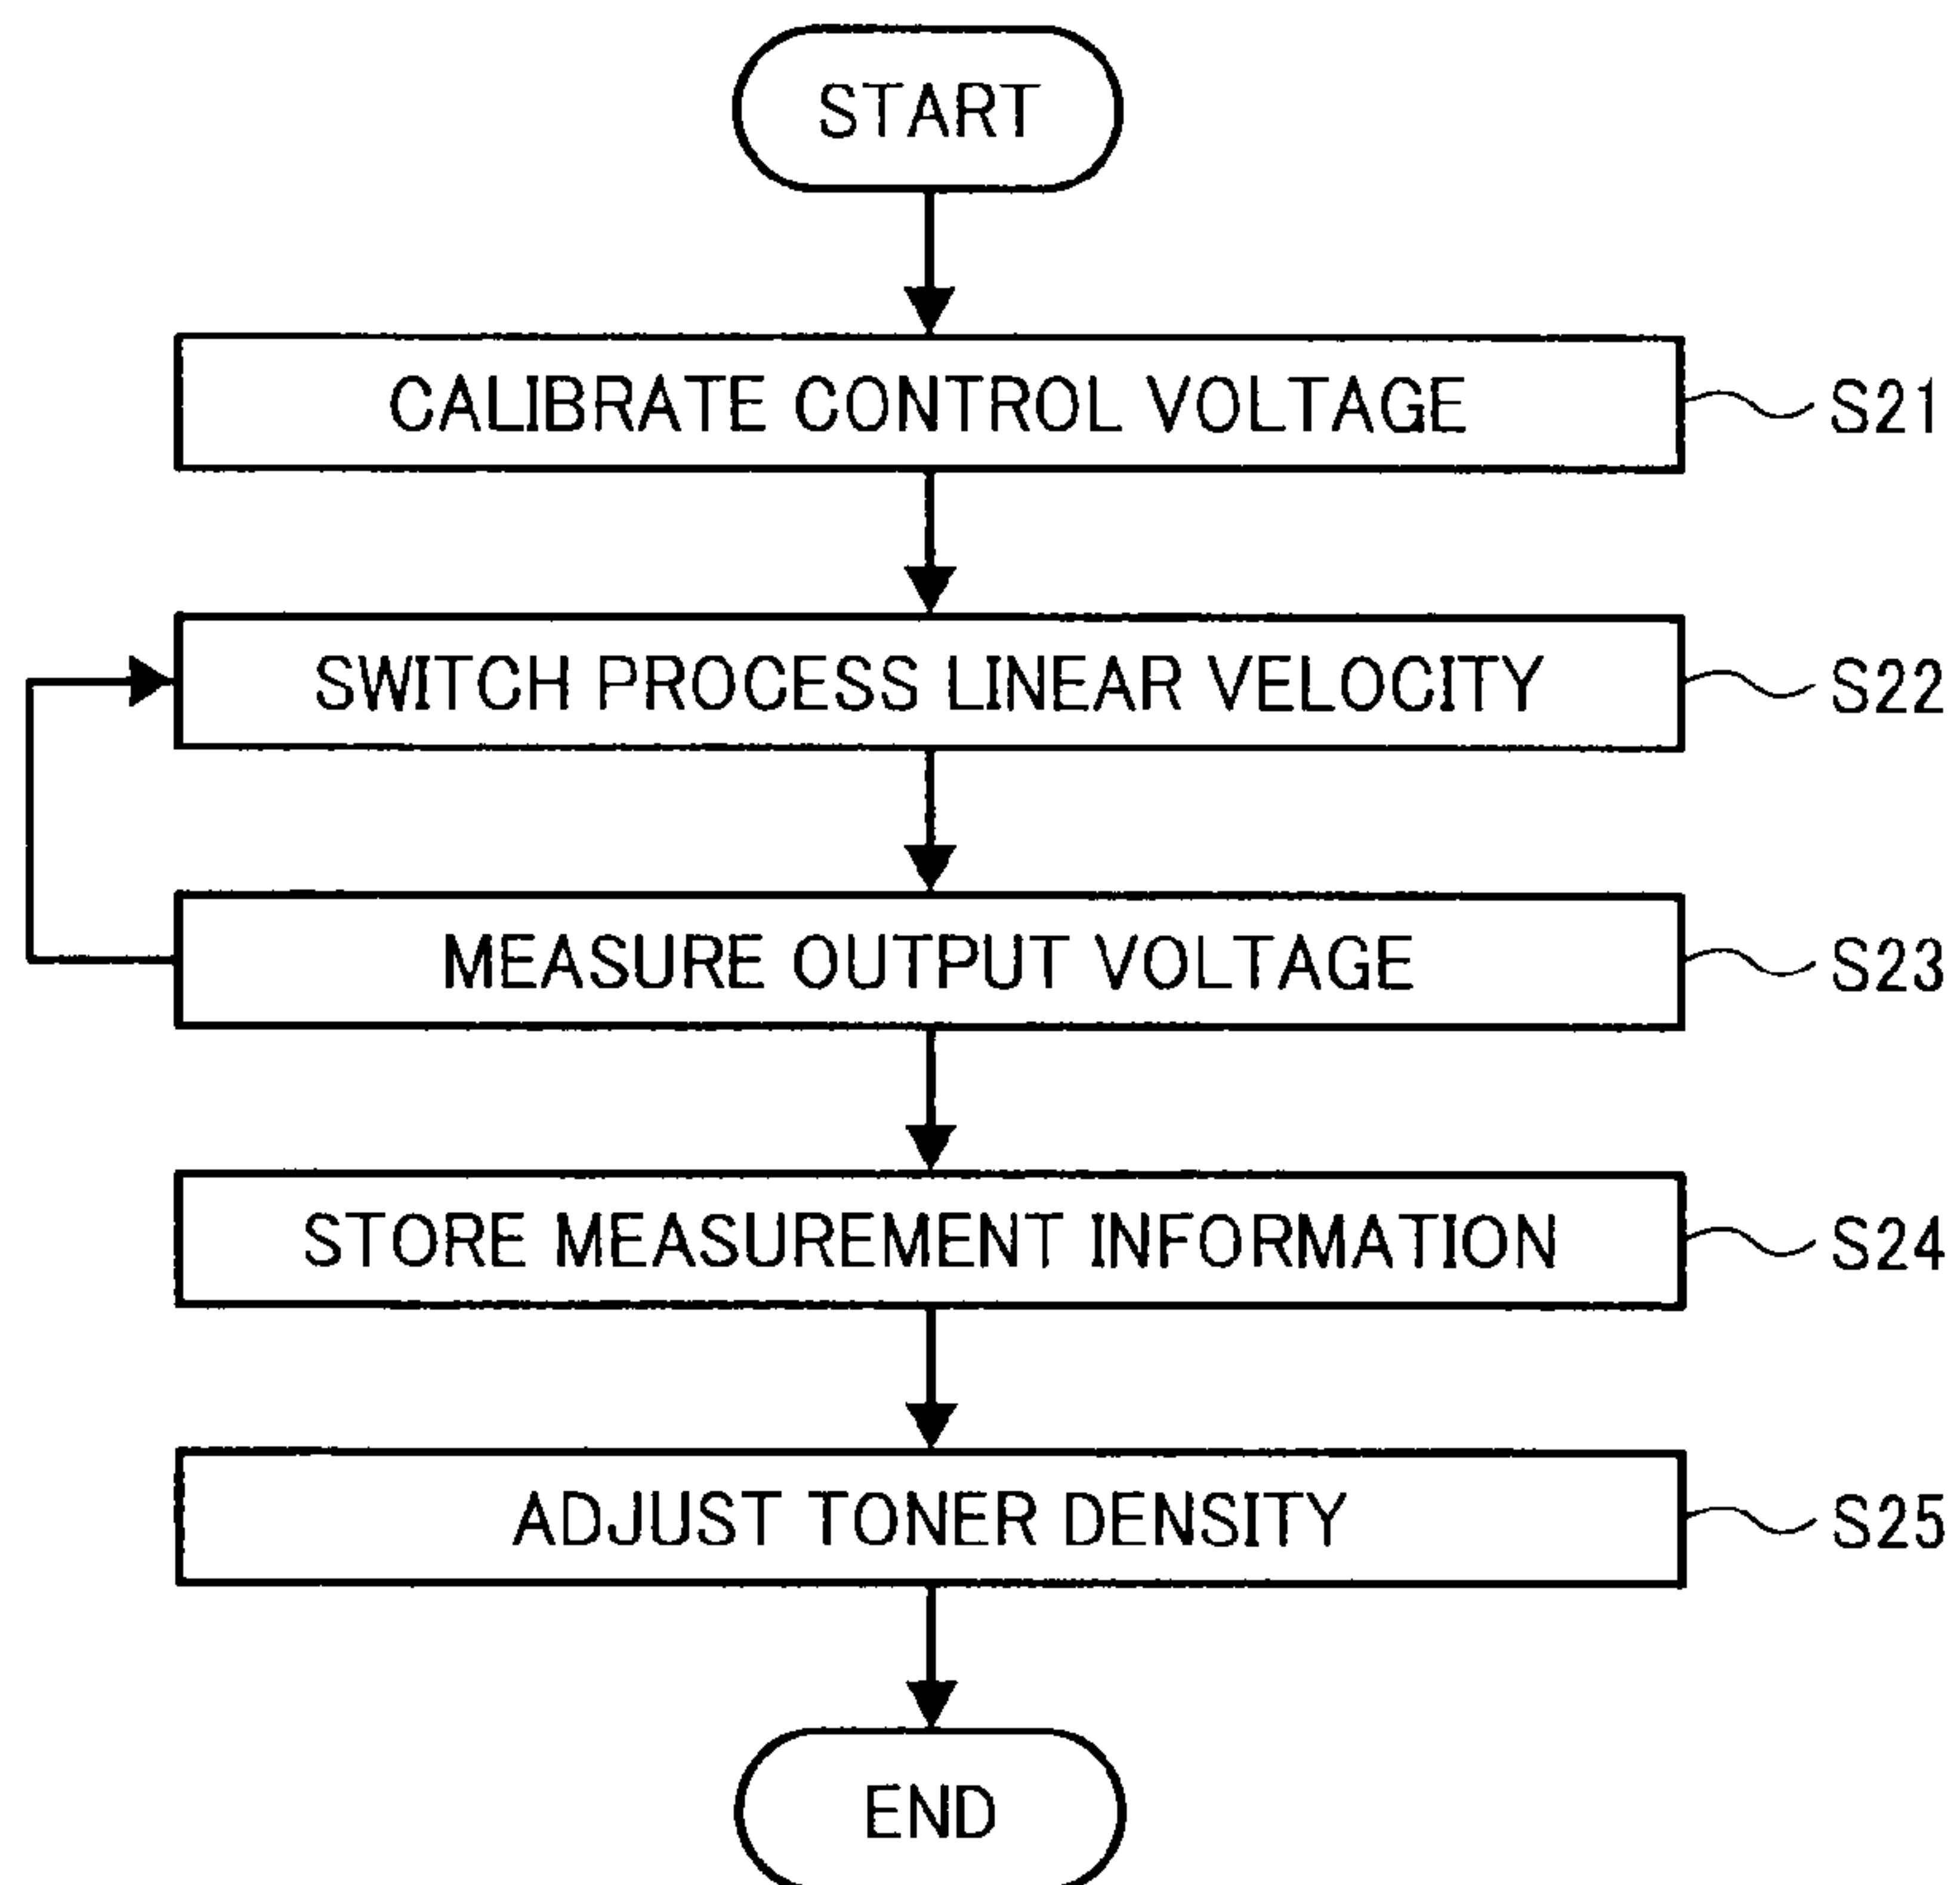 START
CALIBRATE CONTROL VOLTAGE
S21
SWITCH PROCESS LINEAR VELOCITY
S22
MEASURE OUTPUT VOLTAGE
S23
STORE MEASUREMENT INFORMATION
S24
ADJUST TONER DENSITY
S25
END